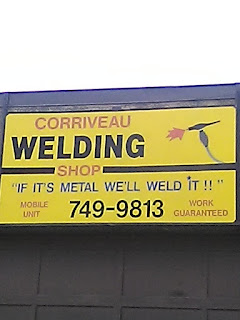 CORRIVEAU
WELDING
SHOP
"IF IT'S METAL WE'LL WELD IT !! "
MOBILE UNIT
749-9813
WORK GUARANTEED